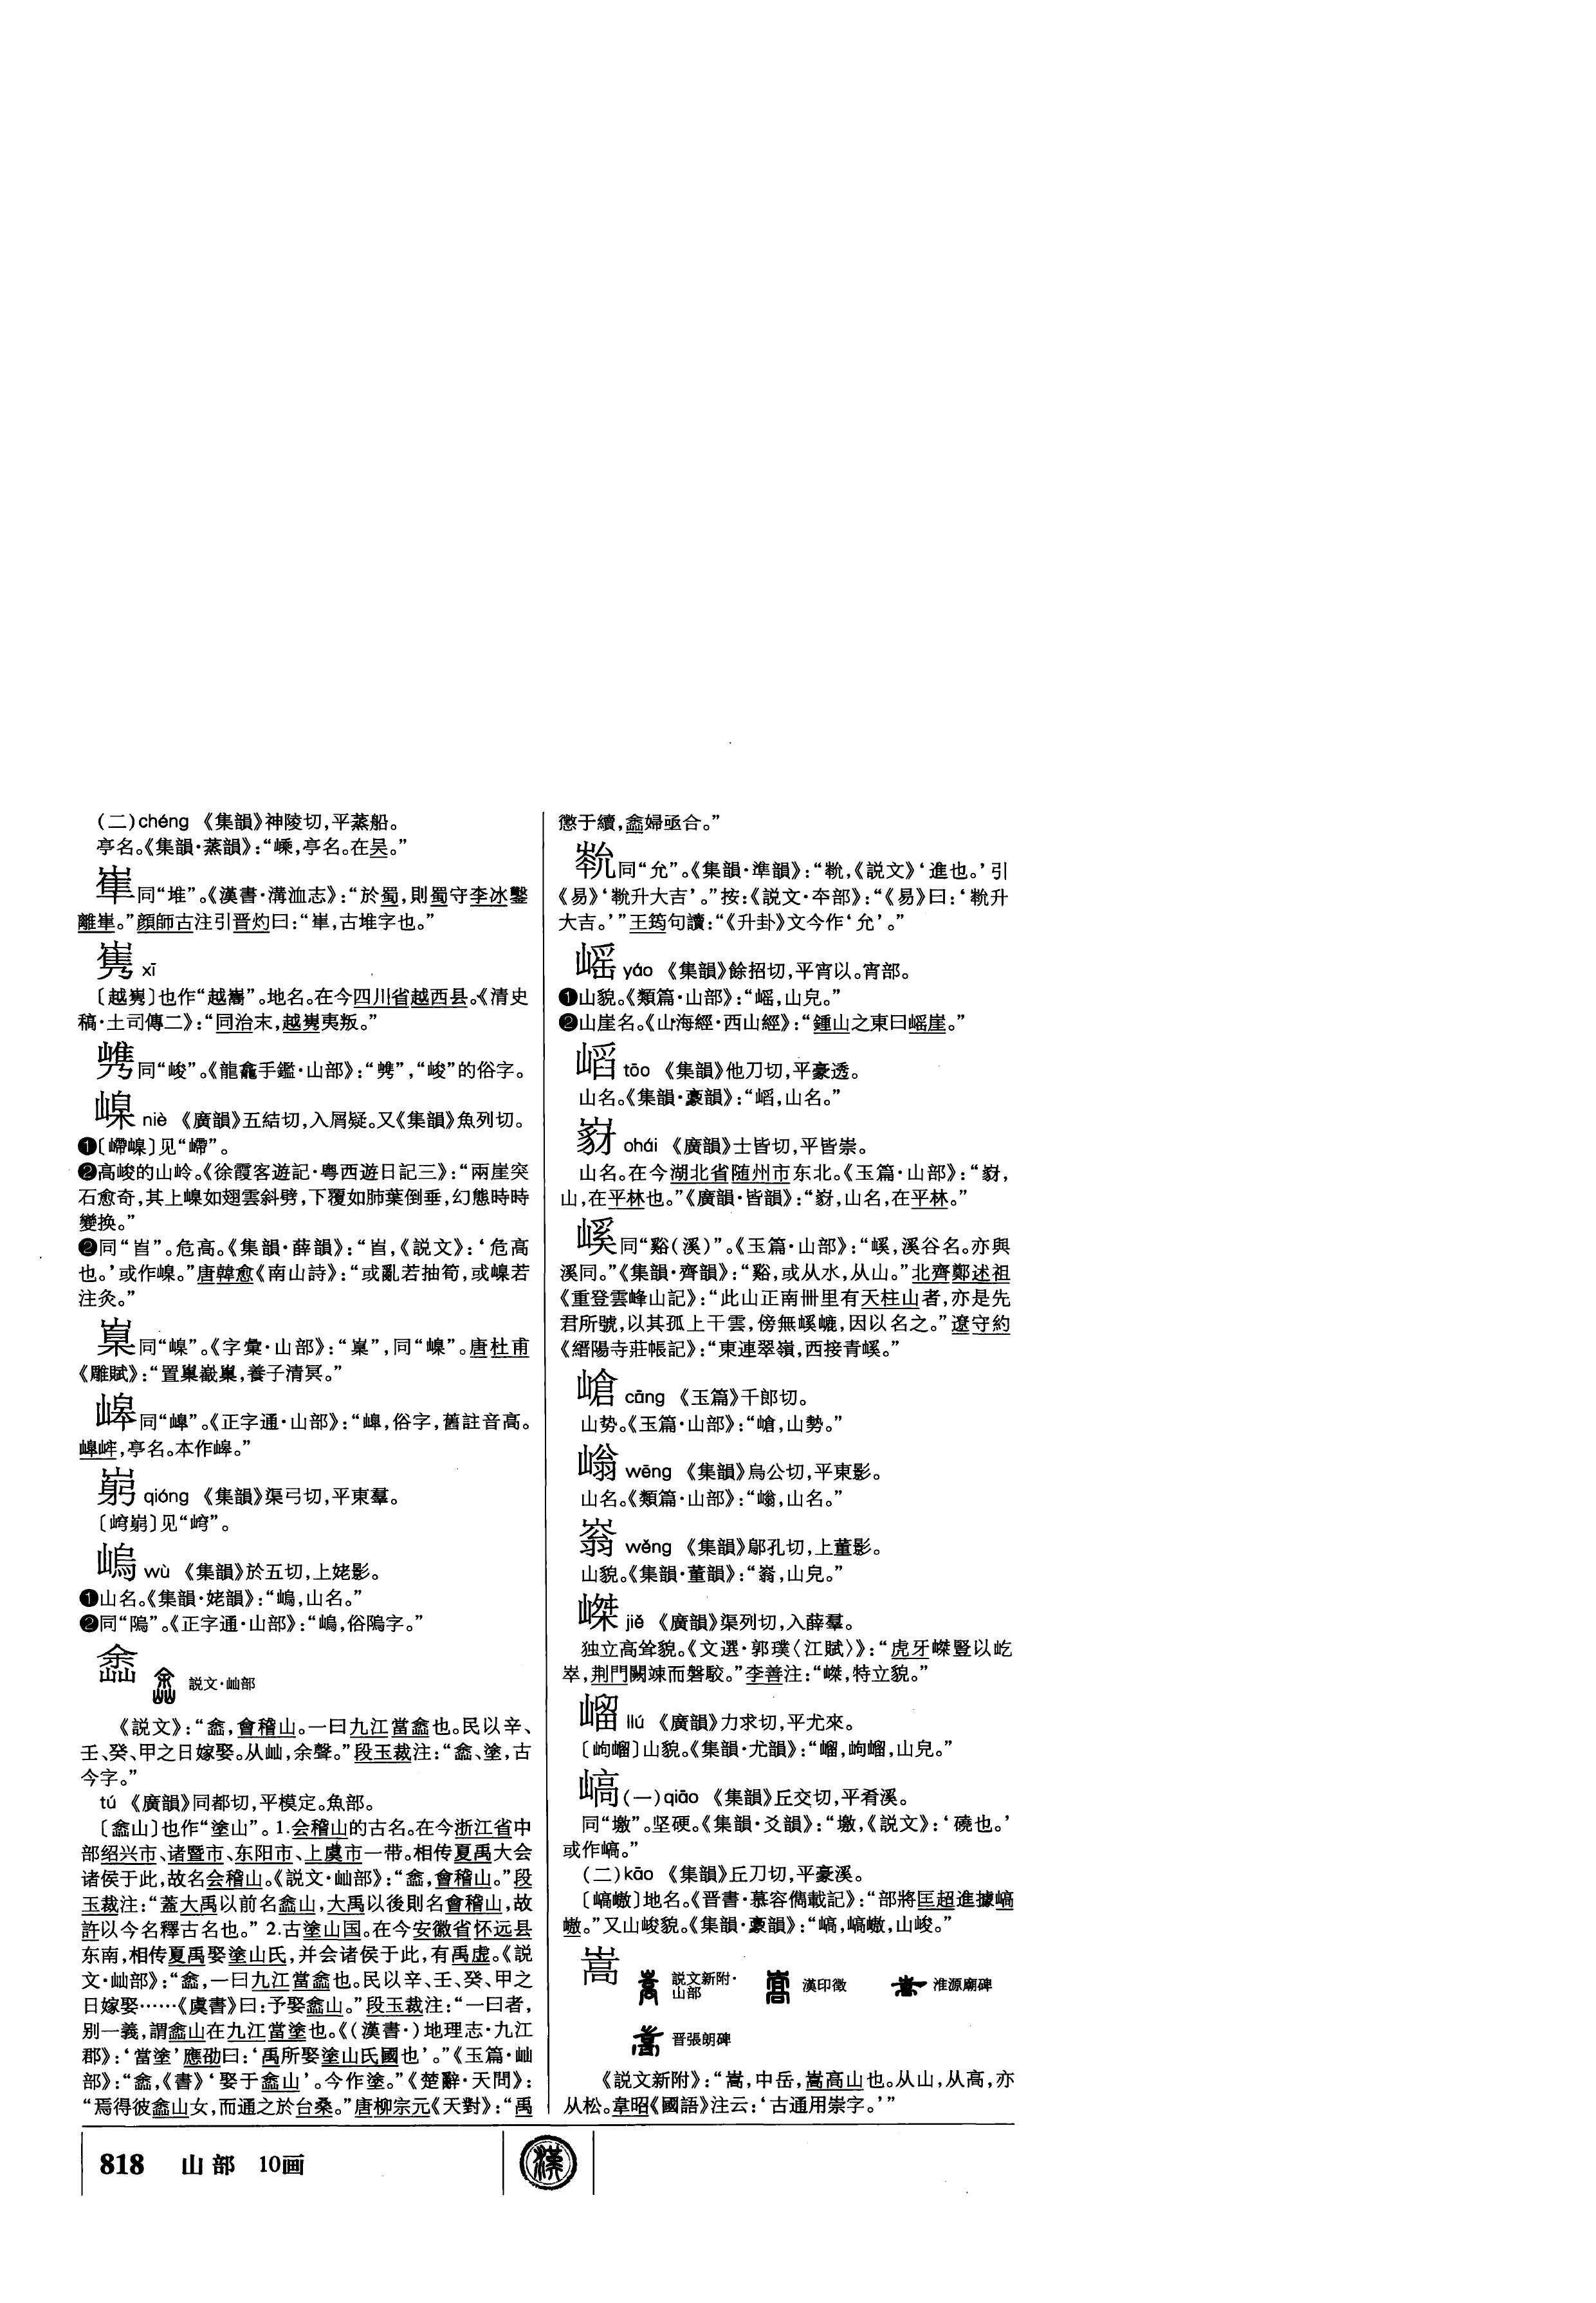 (二)chéng 《集韻》神陵切,平蒸船。
亭名。《集韻·蒸韻》:“嵊,亭名。在吴。”
𡹐同“堆”。《漢書·溝洫志》:“於蜀,則蜀守李冰鑿
離𡹐。”顔師古注引晋灼曰:“𡹐,古堆字也。”
嶲 xī
〔越嶲〕也作“越巂”。地名。在今四川省越西县。《清史
稿·土司傳二》:“同治末,越嶲夷叛。”
同“峻”。《龍龕手鑑·山部》:“”,“峻”的俗字。
嵲 niè 《廣韻》五結切,入屑疑。又《集韻》魚列切。
❶〔嵽嵲〕见“嵽”。
❷高峻的山岭。《徐霞客遊記·粤西遊日記三》:“兩崖突
石愈奇,其上嵲如翅雲斜劈,下覆如肺葉倒垂,幻態時時
變换。”
❷同“𡴎”。危高。《集韻·薛韻》:“𡴎,《説文》:‘危高
也。’或作嵲。”唐韓愈《南山詩》:“或亂若抽筍,或嵲若
注灸。”
同“嵲”。《字彙·山部》:“”,同“嵲”。唐杜甫
《雕賦》:“置巢嶻,養子清冥。”
同“嶂”。《正字通·山部》:“,俗字,舊註音高。
,亭名。本作。”
嵏 qióng 《集韻》渠弓切,平東羣。
〔〕见“”。
嵨 wù 《集韻》於五切,上姥影。
❶山名。《集韻·姥韻》:“嵨,山名。”
❷同“隖”。《正字通·山部》:“嵨,俗隖字。”
嵞 説文·屾部
《説文》:“嵞,會稽山。一曰九江當嵞也。民以辛、
壬、癸、甲之日嫁娶。从屾,余聲。”段玉裁注:“嵞、塗,古
今字。”
tú 《廣韻》同都切,平模定。魚部。
〔嵞山〕也作“塗山”。1.会稽山的古名。在今浙江省中
部绍兴市、诸暨市、东阳市、上虞市一带。相传夏禹大会
诸侯于此,故名会稽山。《説文·屾部》:“嵞,會稽山。”段
玉裁注:“蓋大禹以前名嵞山,大禹以後則名會稽山,故
許以今名釋古名也。” 2.古塗山国。在今安徽省怀远县
东南,相传夏禹娶塗山氏,并会诸侯于此,有禹虚。《説
文·屾部》:“嵞,一曰九江當嵞也。民以辛、壬、癸、甲之
日嫁娶……《虞書》曰:予娶嵞山。”段玉裁注:“一曰者,
别一義,謂嵞山在九江當塗也。《(漢書·)地理志·九江
郡》:‘當塗’應劭曰:‘禹所娶塗山氏國也’。”《玉篇·屾
部》:“嵞,《書》‘娶于嵞山’。今作塗。”《楚辭·天問》:
“焉得彼嵞山女,而通之於台桑。”唐柳宗元《天對》:“禹
懲于續,嵞婦亟合。”
𡴞同“允”。《集韻·準韻》:“,《説文》‘進也。’引
《易》‘升大吉’。”按:《説文·夲部》:“《易》曰:‘升
大吉。’”王筠句讀:“《升卦》文今作‘允’。”
嵧 yáo 《集韻》餘招切,平宵以。宵部。
❶山貌。《類篇·山部》:“,山皃。”
❷山崖名。《山海經·西山經》:“鍾山之東曰崖。”
tāo 《集韻》他刀切,平豪透。
山名。《集韻·豪韻》:“,山名。”
chái 《廣韻》士皆切,平皆崇。
山名。在今湖北省随州市东北。《玉篇·山部》:“,
山,在平林也。”《廣韻·皆韻》:“,山名,在平林。”
嵠同“谿(溪)”。《玉篇·山部》:“嵠,溪谷名。亦與
溪同。”《集韻·齊韻》:“谿,或从水,从山。”北齊鄭述祖
《重登雲峰山記》:“此山正南卌里有天柱山者,亦是先
君所號,以其孤上干雲,傍無嵠嶁,因以名之。”遼守約
《縉陽寺莊帳記》:“東連翠嶺,西接青嵠。”
嵢 cāng 《玉篇》千郎切。
山势。《玉篇·山部》:“嵢,山勢。”
嵡 wēng 《集韻》烏公切,平東影。
山名。《類篇·山部》:“嵡,山名。”
wěng 《集韻》鄔孔切,上董影。
山貌。《集韻·董韻》:“,山皃。”
嵥 jié 《廣韻》渠列切,入薛羣。
独立高耸貌。《文選·郭璞〈江賦〉》:“虎牙嵥豎以屹
崒,荆門闕竦而磐礮。”李善注:“嵥,特立貌。”
嵧 liú 《廣韻》力求切,平尤來。
〔岣嵧〕山貌。《集韻·尤韻》:“嵧,岣嵧,山皃。”
嵪(一)qiāo 《集韻》丘交切,平肴溪。
同“墽”。坚硬。《集韻·爻韻》:“墽,《説文》:‘磽也。’
或作嵪。”
(二)kāo 《集韻》丘刀切,平豪溪。
〔嵪〕地名。《晋書·慕容儁載記》:“部將匡超進據嵪
。”又山峻貌。《集韻·豪韻》:“嵪,嵪,山峻。”
嵩 説文新附·山部 漢印徵 淮源廟碑
晋張朗碑
《説文新附》:“嵩,中岳,嵩高山也。从山,从高,亦
从松。韋昭《國語》注云:‘古通用崇字。’”
818 山部 10画
漢